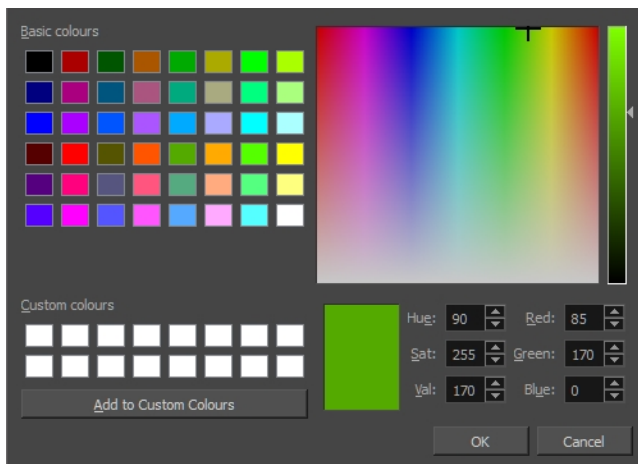 Basic colours
Custom colours
Add to Custom Colours
Hue: 90 Red: 85
Sat: 255 Green: 170
Val: 170 Blue: 0
OK Cancel